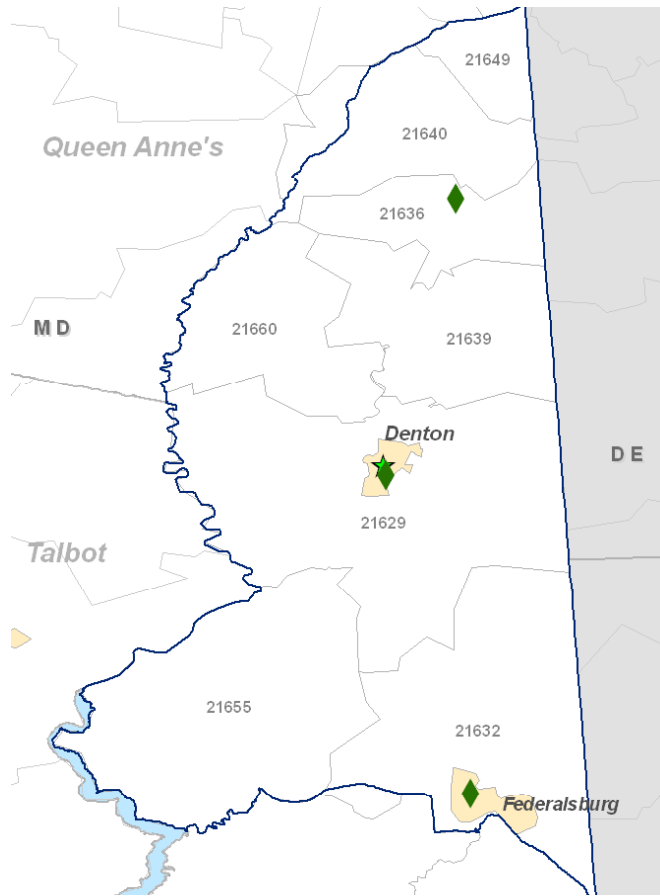 21649
21640
Queen Anne's
21636
MD
21660
21639
Denton
DE
21629
Talbot
21655
21632
Federalsburg